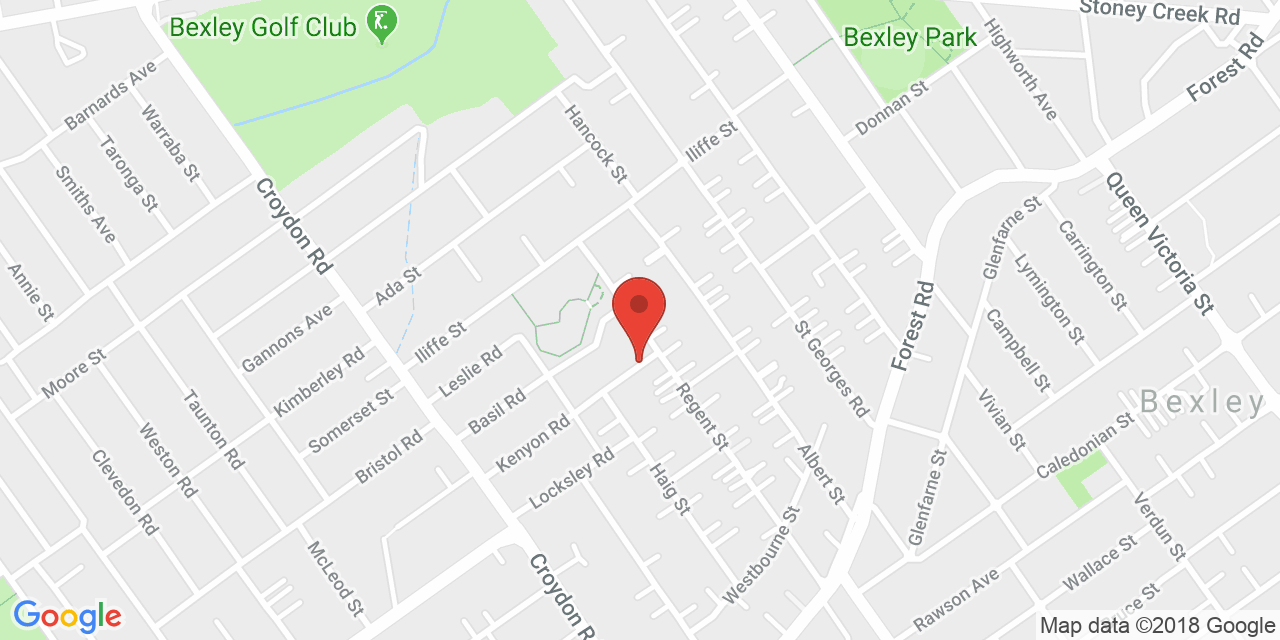 Stoney Creek Rd
Bexley Golf Club
Bexley Park
Highworth Ave
Forest Rd
Barnards Ave
Warraba St
Taronga St
Smiths Ave
Annie St
Croydon Rd
Hancock St
Iliffe St
Donnan St
Queen Victoria St
Glenfarne St
Carrington St
Lymington St
Campbell St
Vivian St
Ada St
Gannons Ave
Iliffe St
Kimberley Rd
Leslie Rd
Moore St
Somerset St
Basil Rd
Bristol Rd
Kenyon Rd
Locksley Rd
Taunton Rd
Weston Rd
Clevedon Rd
McLeod St
Regent St
Haig St
St Georges Rd
Albert St
Forest Rd
Bexley
Caledonian St
Glenfarne St
Verdun St
Westbourne St
Rawson Ave
Wallace St
St
Croydon R
Google
Map data ©2018 Google